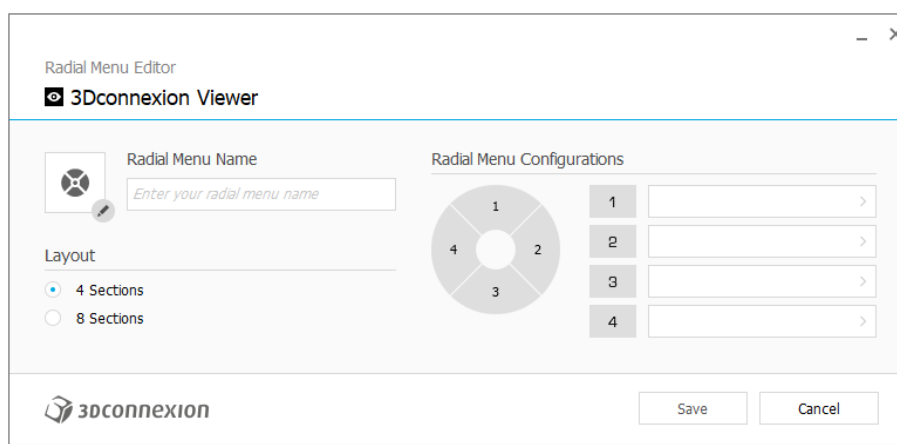 Radial Menu Editor
3Dconnexion Viewer
Radial Menu Name
Enter your radial menu name
Layout
4 Sections
8 Sections
Radial Menu Configurations
1
4
2
3
1
2
3
4
3DCONNEXION
Save
Cancel